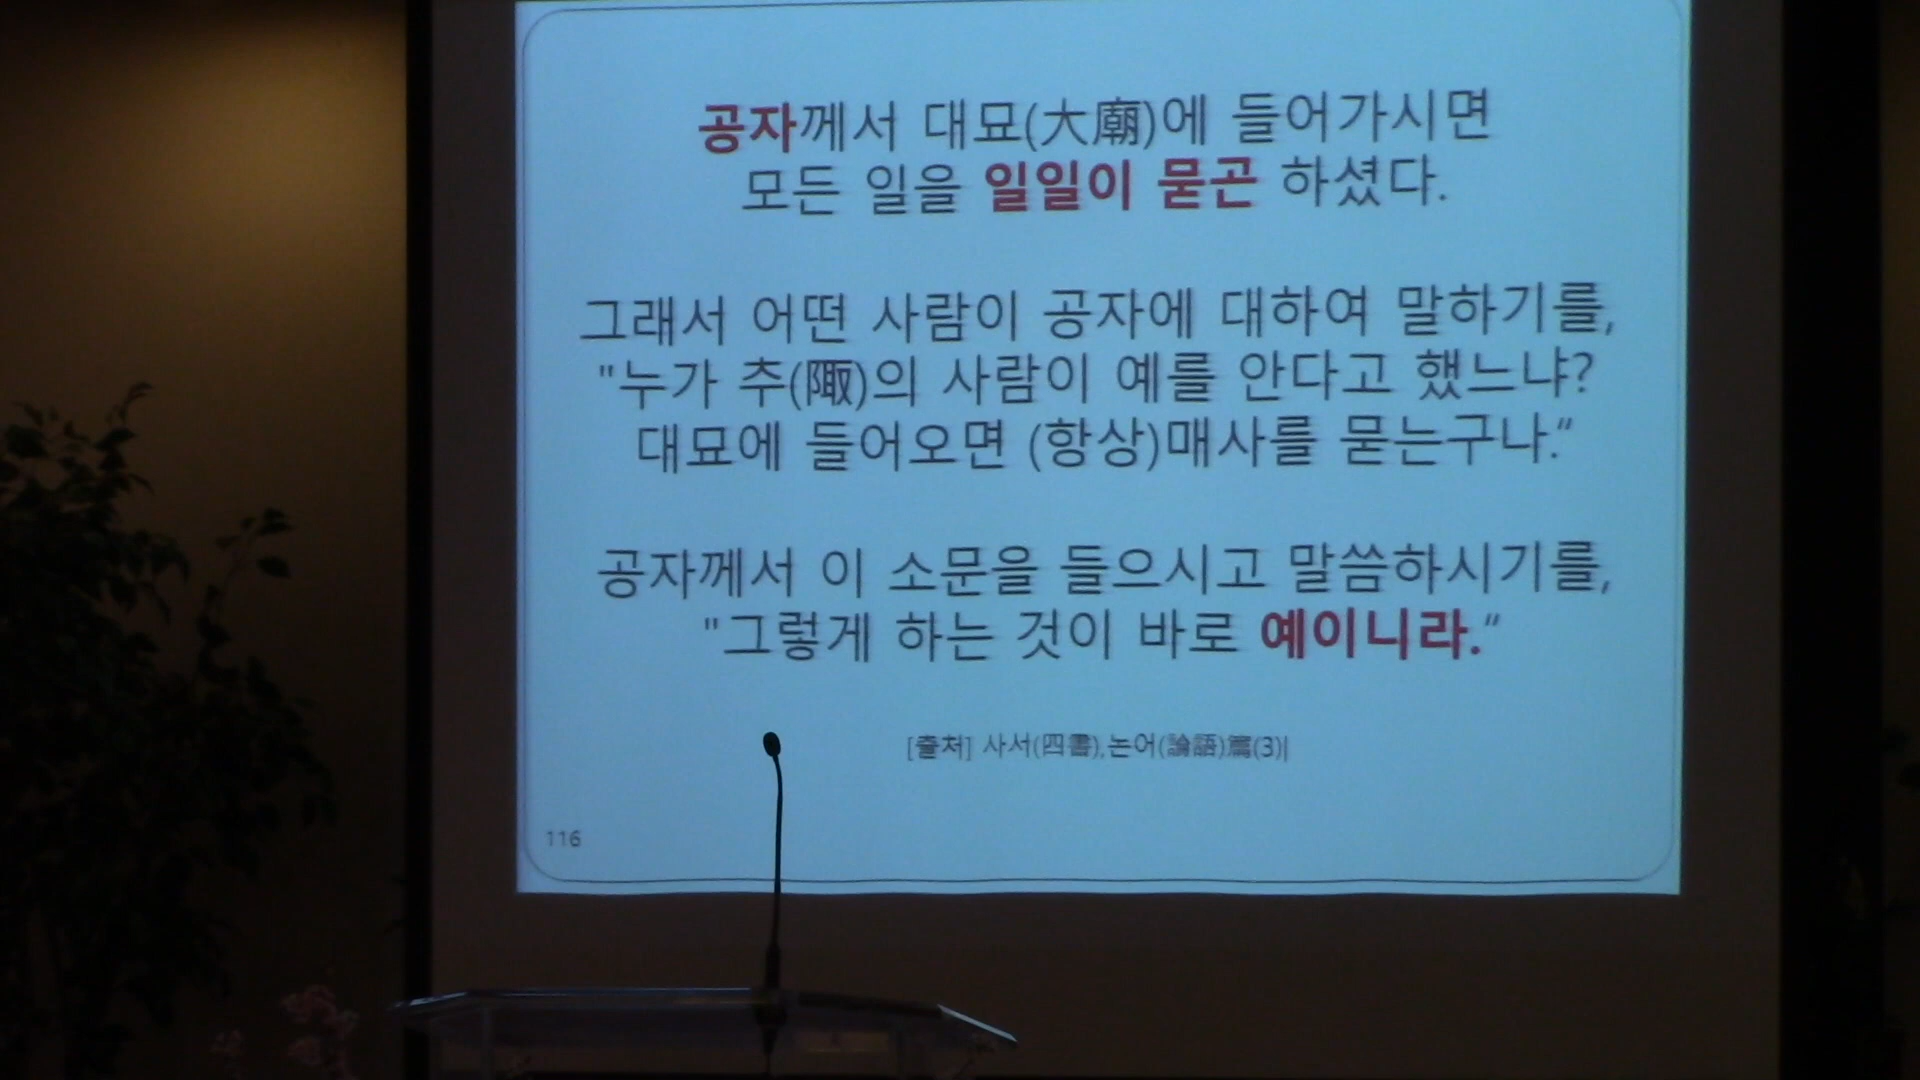 공자께서 대묘(大廟)에 들어가시면
모든 일을 일일이 묻곤 하셨다.
그래서 어떤 사람이 공자에 대하여 말하기를,
"누가 추(陬)의 사람이 예를 안다고 했느냐?
대묘에 들어오면 (항상)매사를 묻는구나.“
공자께서 이 소문을 들으시고 말씀하시기를,
"그렇게 하는 것이 바로 예이니라.“
[출처] 사서(四書),논어(論語)篇(3)|
116